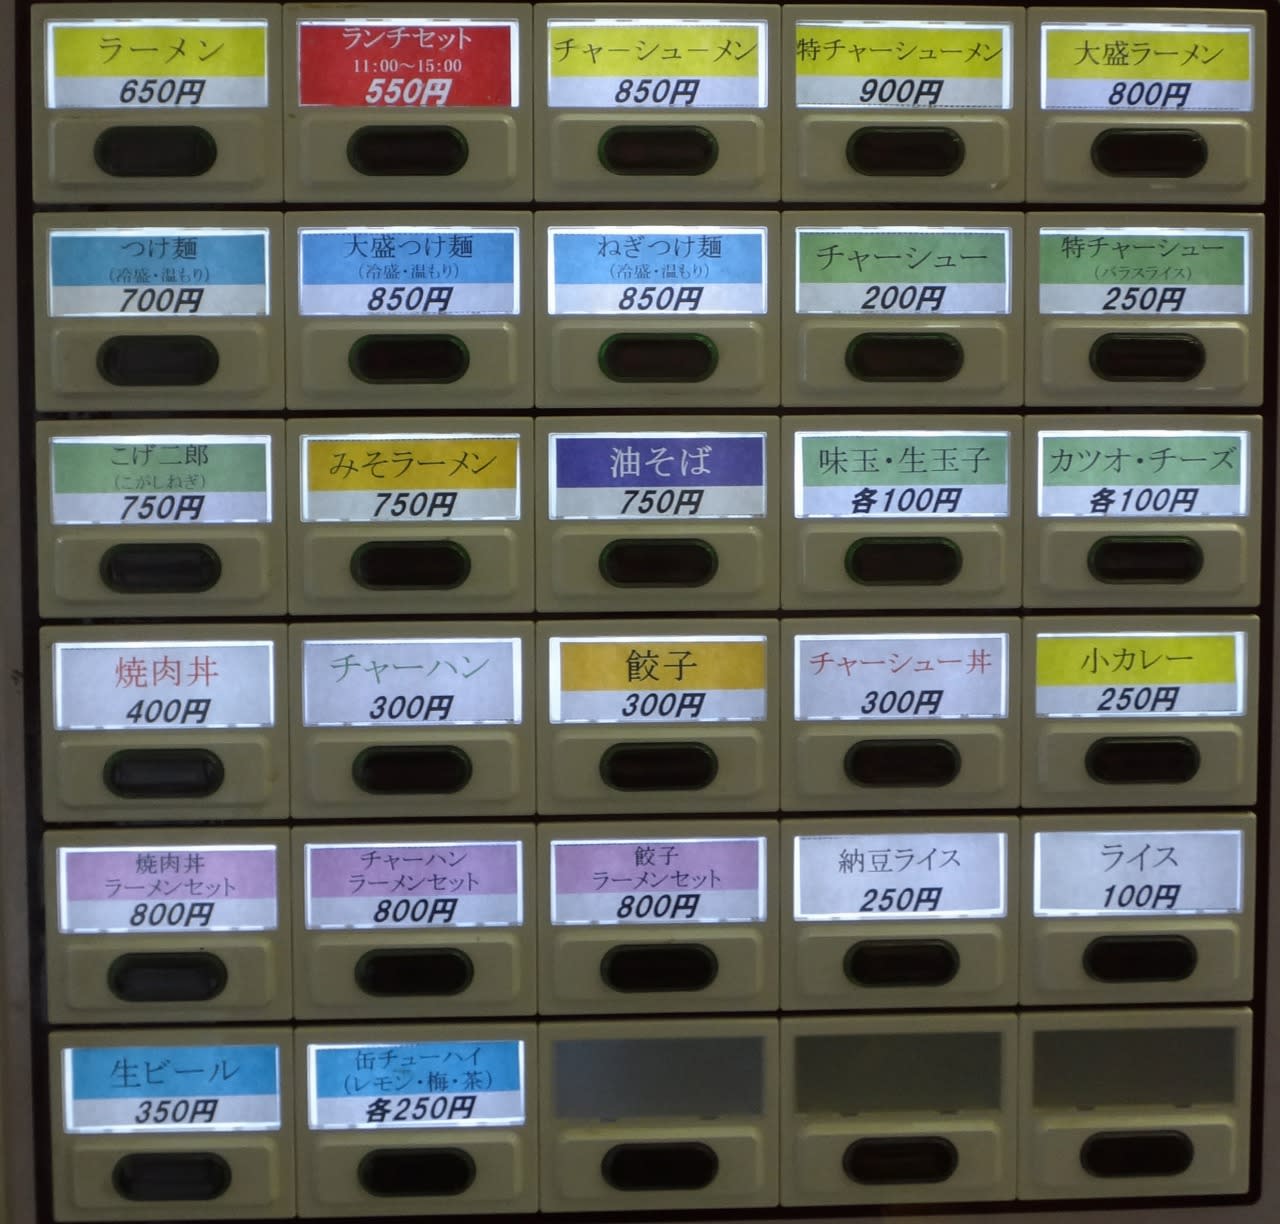 ラーメン
650円
ランチセット
11:00〜15:00
550円
チャーシューメン
850円
特チャーシューメン
900円
大盛ラーメン
800円
つけ麺
(冷盛・温もり)
700円
大盛つけ麺
(冷盛・温もり)
850円
ねぎつけ麺
(冷盛・温もり)
850円
チャーシュー
200円
特チャーシュー
(バラスライス)
250円
こげ二郎
(こがしねぎ)
750円
みそラーメン
750円
油そば
750円
味玉・生玉子
各100円
カツオ・チーズ
各100円
焼肉丼
400円
チャーハン
300円
餃子
300円
チャーシュー丼
300円
小カレー
250円
焼肉丼
ラーメンセット
800円
チャーハン
ラーメンセット
800円
餃子
ラーメンセット
800円
納豆ライス
250円
ライス
100円
生ビール
350円
缶チューハイ
(レモン・梅・茶)
各250円